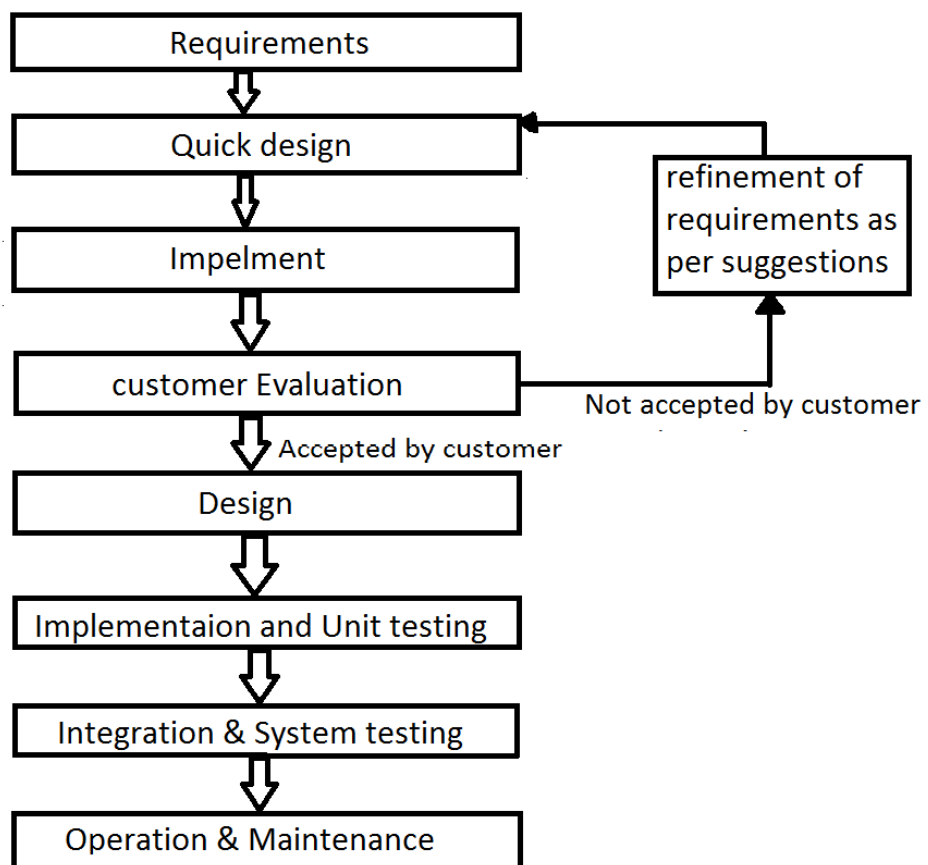 Requirements
Quick design
refinement of
requirements as
per suggestions
Impelment
customer Evaluation
Not accepted by customer
Accepted by customer
Design
Implementaion and Unit testing
Integration & System testing
Operation & Maintenance